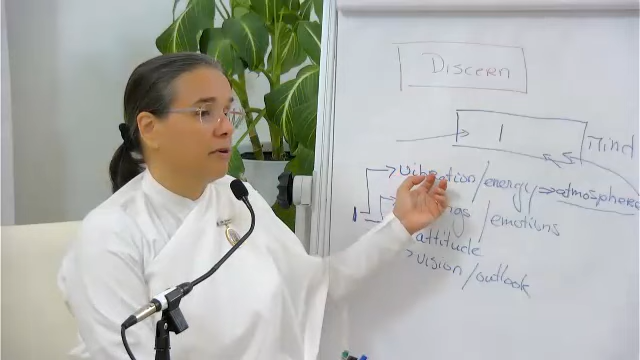 Discern
1 Mind
vibration/energy ⇒ atmosphere
/emotions
attitude
vision/outlook